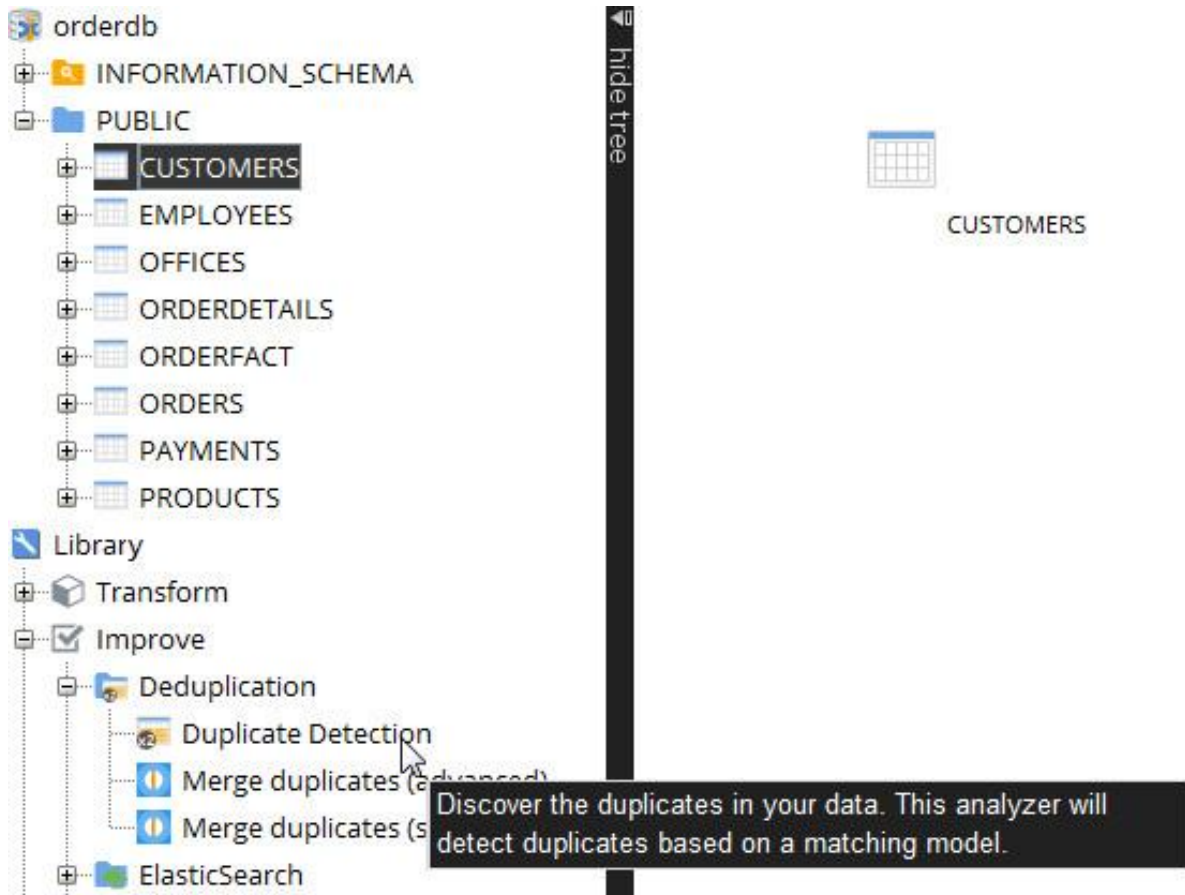 orderdb
INFORMATION_SCHEMA
PUBLIC
CUSTOMERS
EMPLOYEES
OFFICES
ORDERDETAILS
ORDERFACT
ORDERS
PAYMENTS
PRODUCTS
Library
Transform
Improve
Deduplication
Duplicate Detection
Merge duplicates (advanced)
Merge duplicates (s
ElasticSearch
hide tree
CUSTOMERS
Discover the duplicates in your data. This analyzer will
detect duplicates based on a matching model.